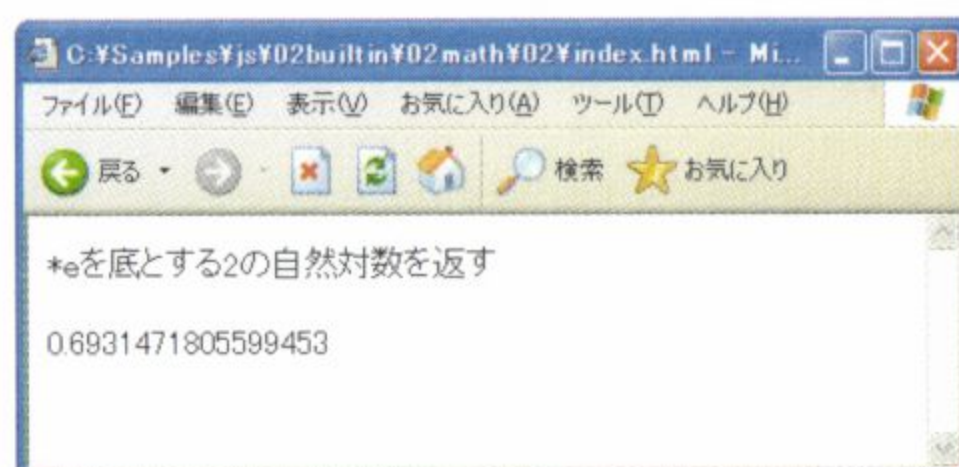 C:¥Samples¥js¥02builtin¥02math¥02¥index.html - Mi...
ファイル(F) 編集(E) 表示(V) お気に入り(A) ツール(T) ヘルプ(H)
戻る 検索 お気に入り
*eを底とする2の自然対数を返す
0.6931471805599453